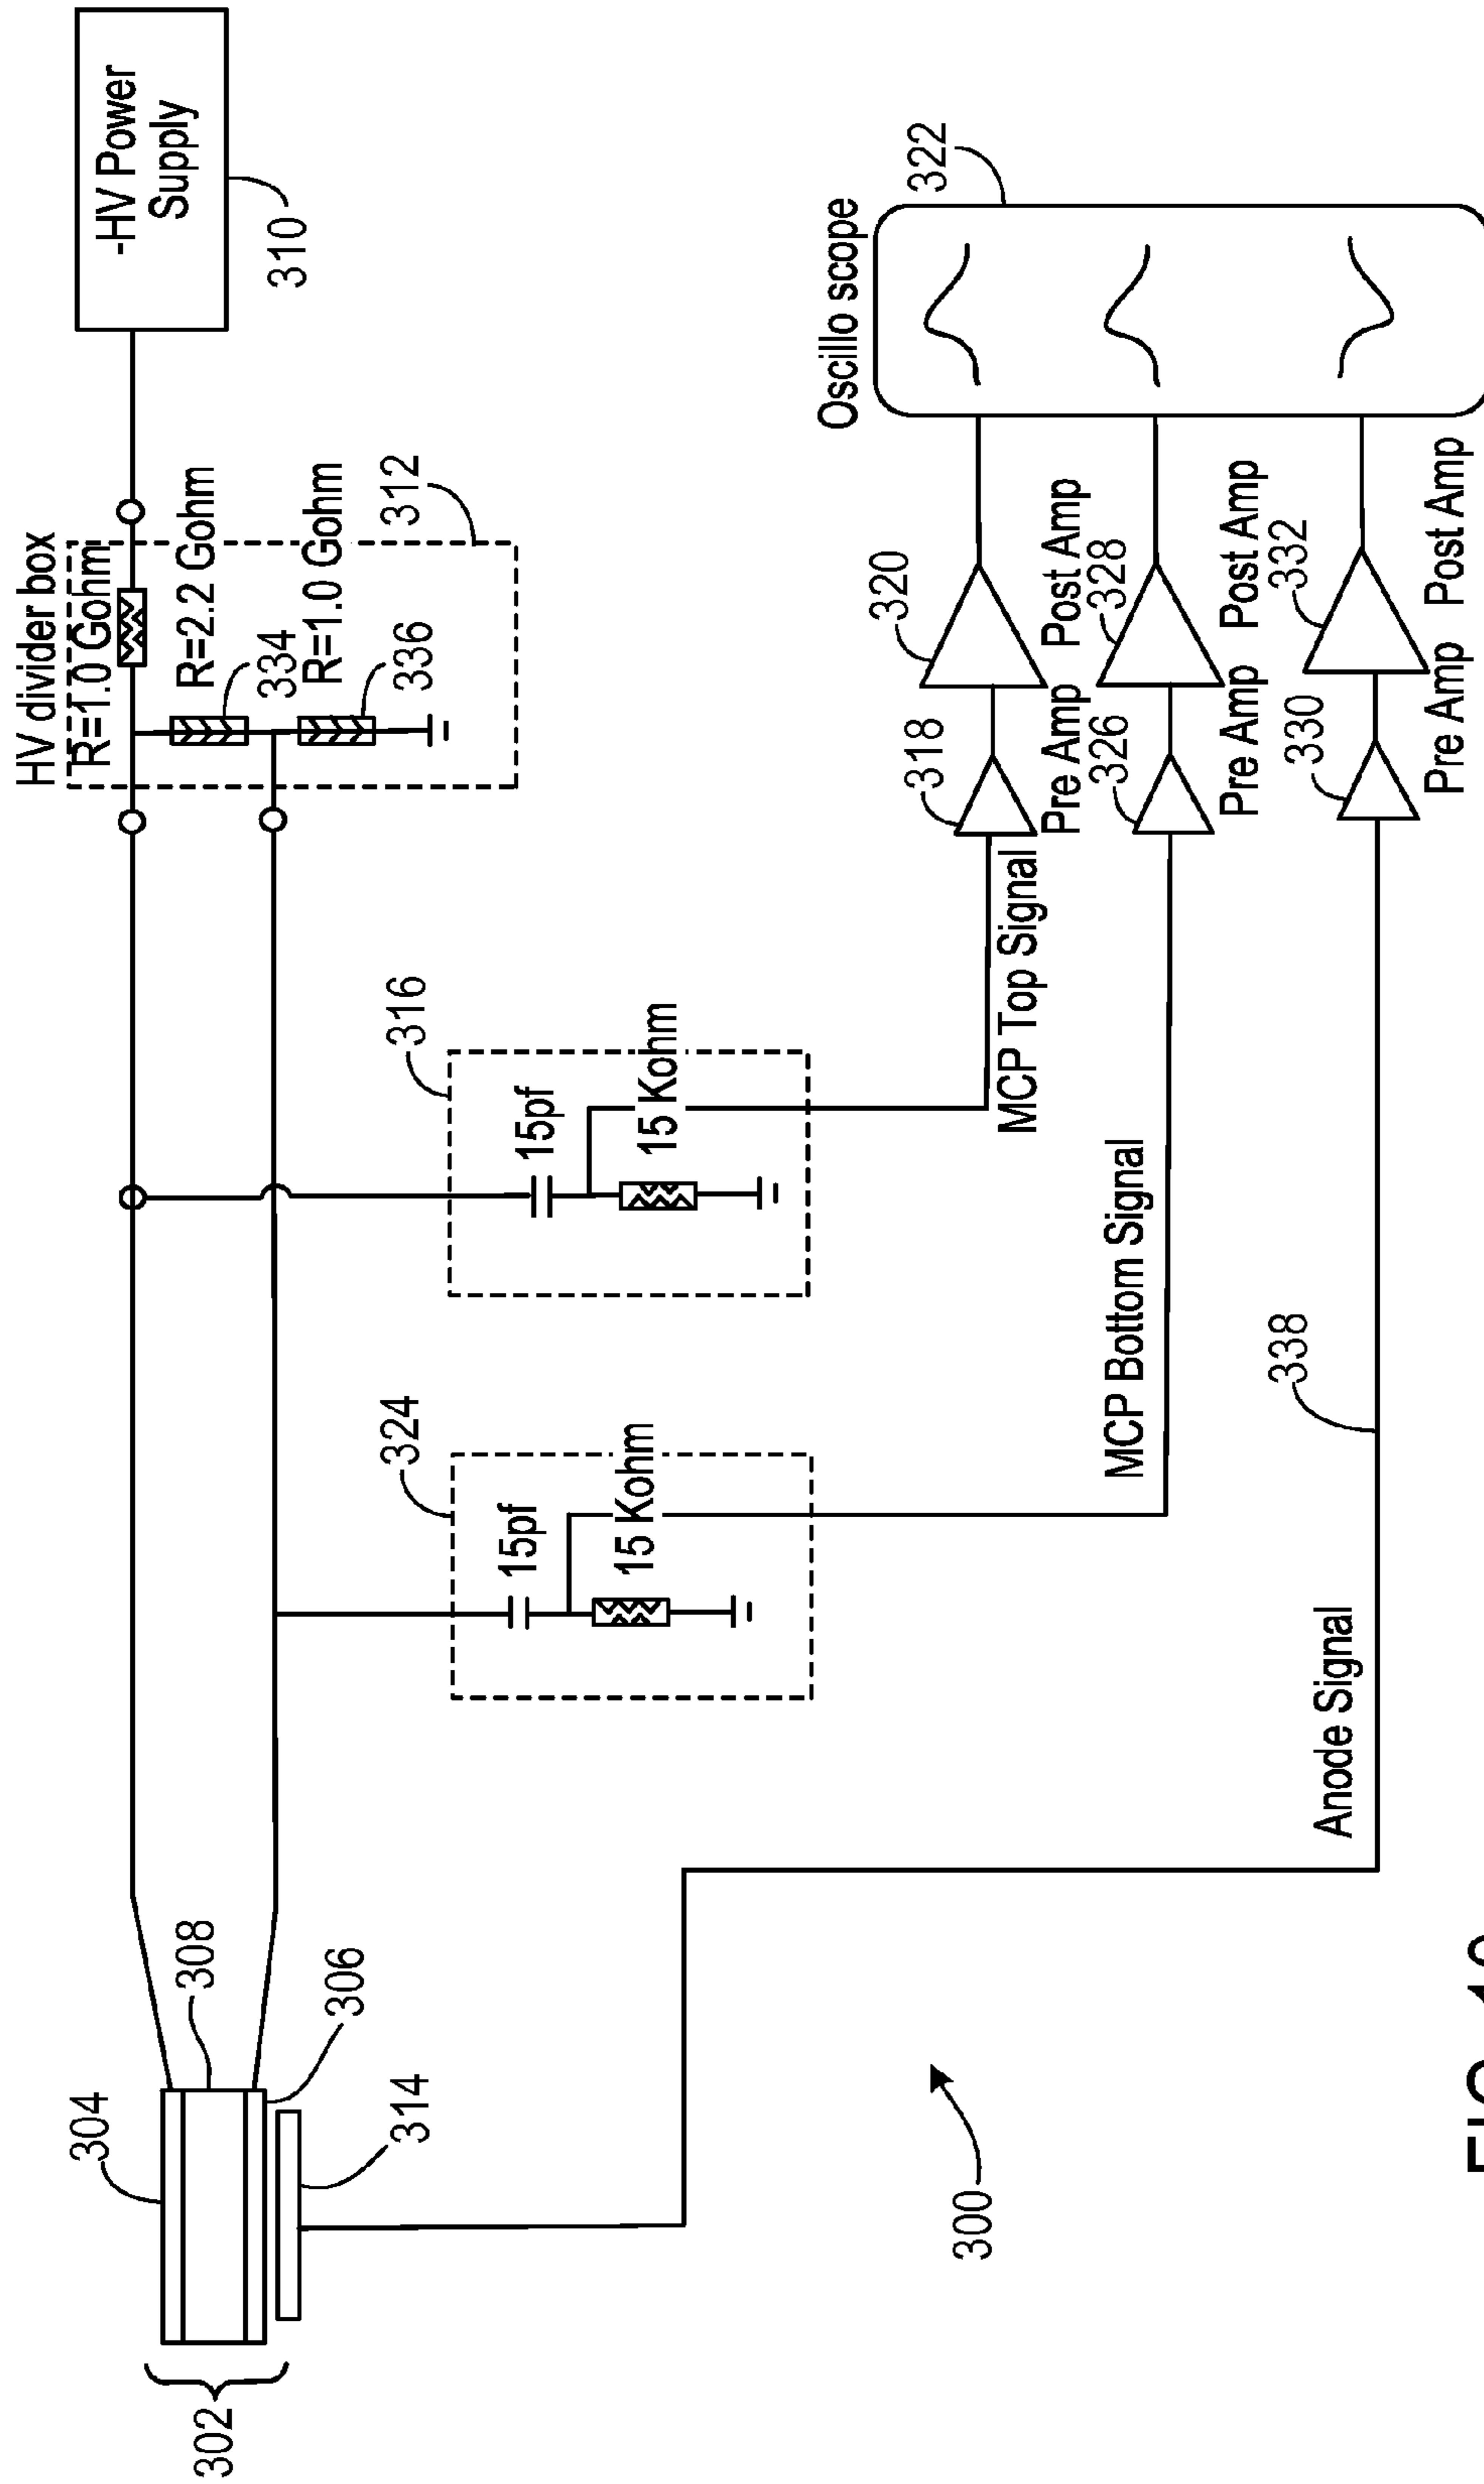 -HV Power
Supply
310
HV divider box
R=1.0 Gohm
R=2.2 Gohm
334
R=1.0 Gohm
336
312
304
308
306
314
302
316
15pf
15 Kohm
324
15pf
15 Kohm
MCP Top Signal
318
Pre Amp
320
Post Amp
Oscillo scope
322
MCP Bottom Signal
326
Pre Amp
328
Post Amp
Anode Signal
338
330
Pre Amp
332
Post Amp
300